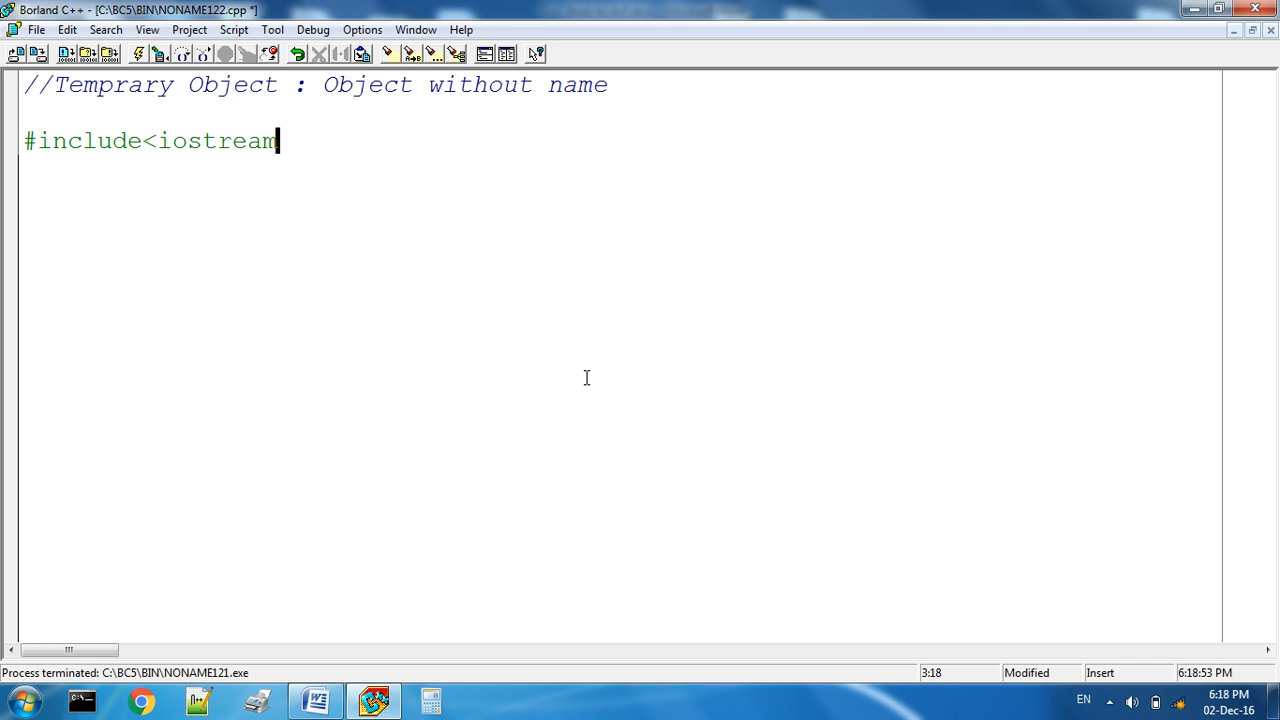 Borland C++ - [C:\BC5\BIN\NONAME122.cpp *]
File Edit Search View Project Script Tool Debug Options Window Help
//Temprary Object : Object without name
#include<iostream
Process terminated: C:\BC5\BIN\NONAME121.exe 3:18 Modified Insert 6:18:53 PM
EN 6:18 PM
02-Dec-16